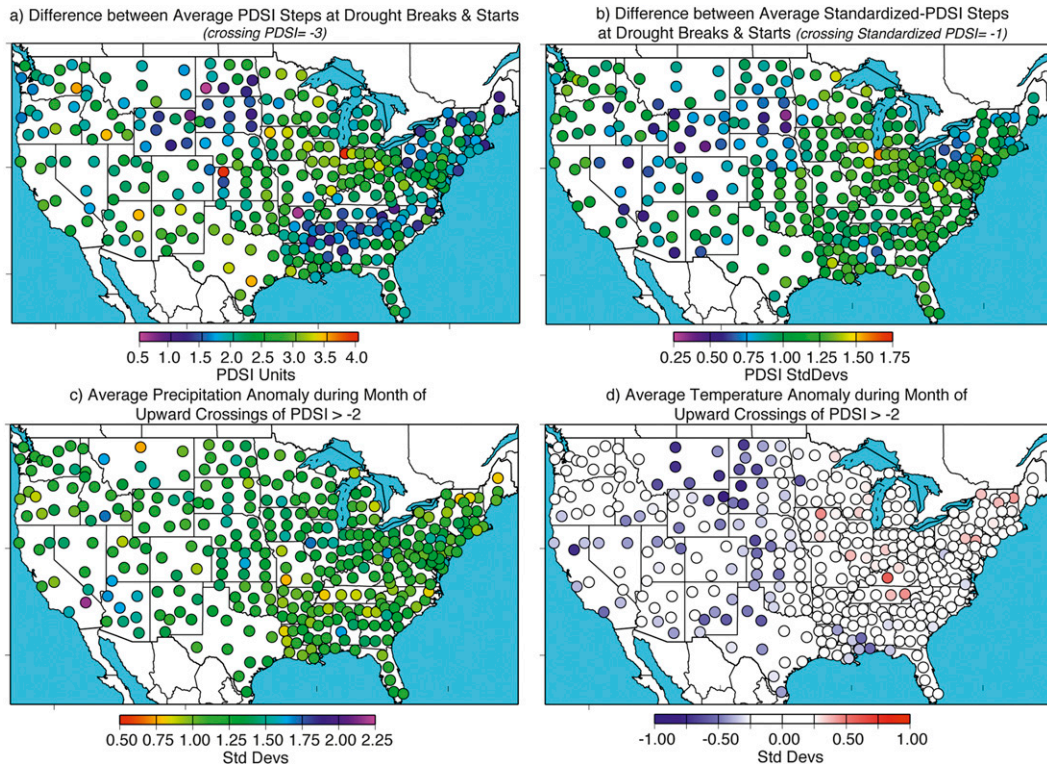 a) Difference between Average PDSI Steps at Drought Breaks & Starts
(crossing PDSI= -3)
0.5 1.0 1.5 2.0 2.5 3.0 3.5 4.0
PDSI Units
b) Difference between Average Standardized-PDSI Steps
at Drought Breaks & Starts (crossing Standardized PDSI= -1)
0.25 0.50 0.75 1.00 1.25 1.50 1.75
PDSI StdDevs
c) Average Precipitation Anomaly during Month of
Upward Crossings of PDSI > -2
0.50 0.75 1.00 1.25 1.50 1.75 2.00 2.25
Std Devs
d) Average Temperature Anomaly during Month of
Upward Crossings of PDSI > -2
-1.00 -0.50 0.00 0.50 1.00
Std Devs